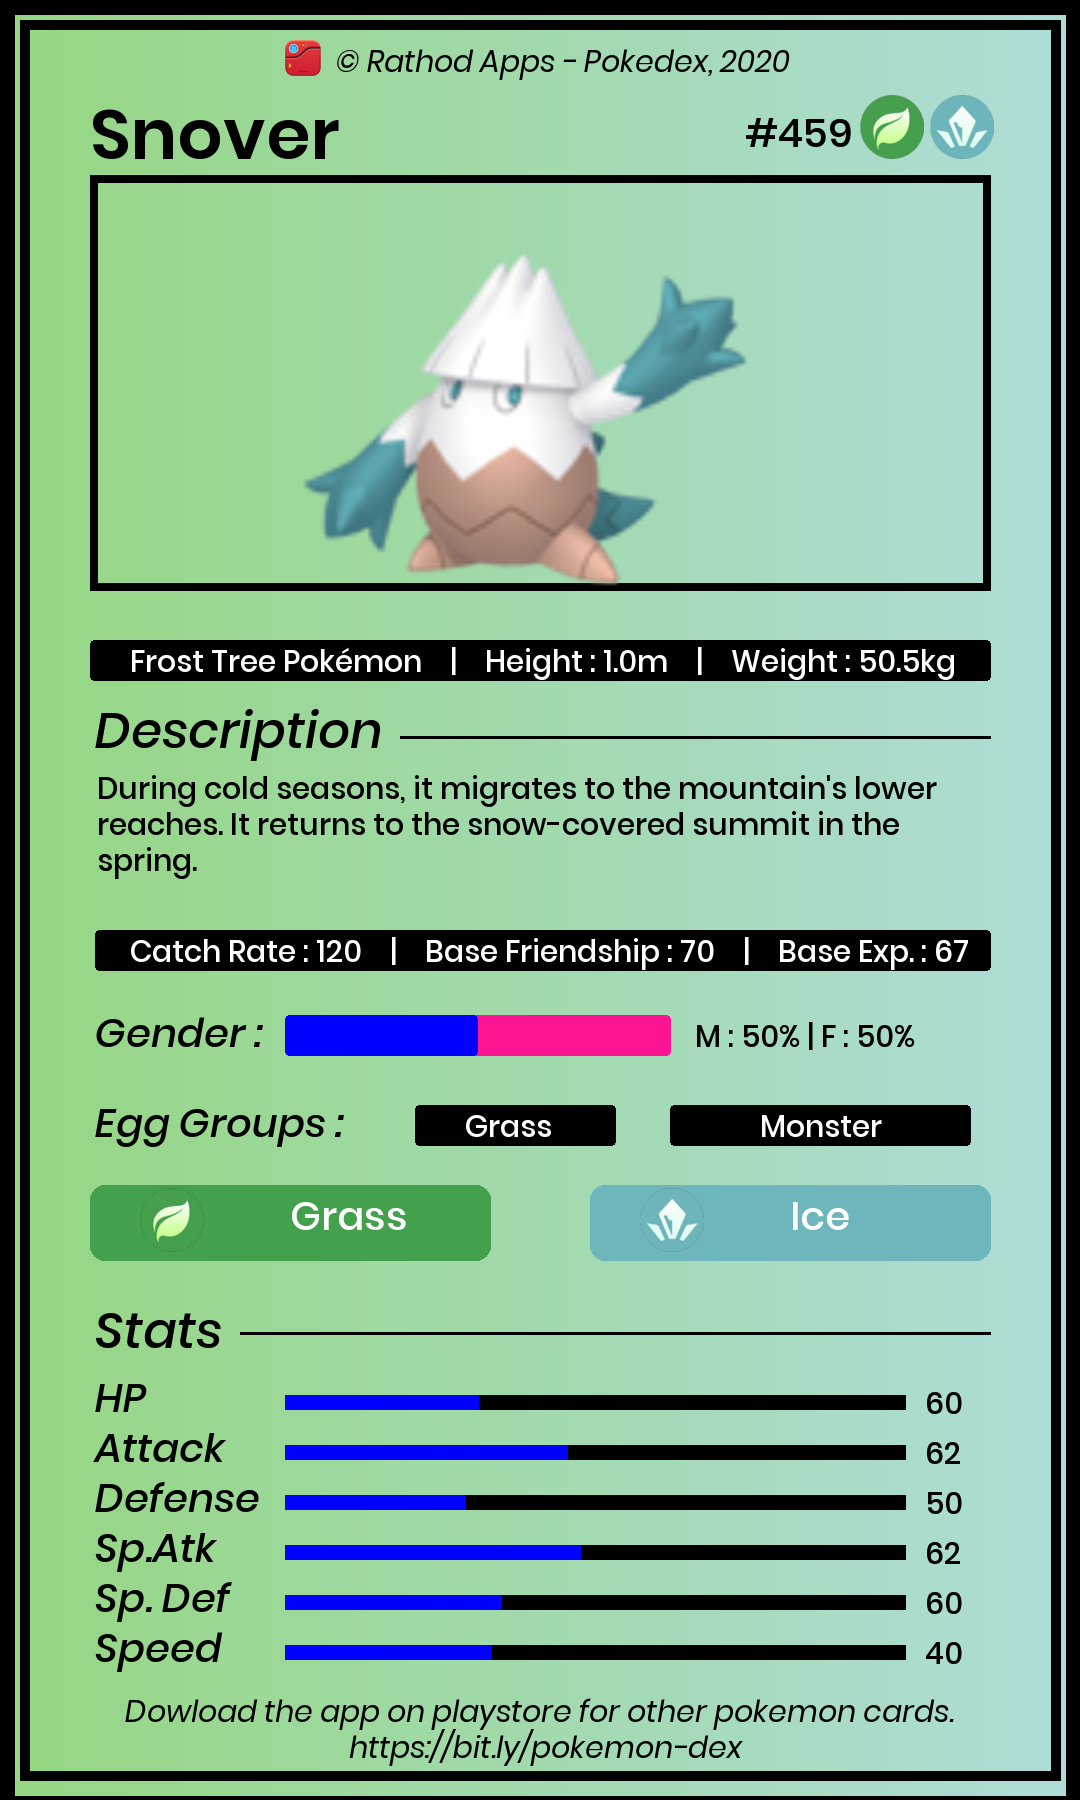 © Rathod Apps - Pokedex, 2020
Snover #459
Frost Tree Pokémon | Height : 1.0m | Weight : 50.5kg
Description
During cold seasons, it migrates to the mountain's lower
reaches. It returns to the snow-covered summit in the
spring.
Catch Rate : 120 | Base Friendship : 70 | Base Exp. : 67
Gender : M : 50% | F : 50%
Egg Groups : Grass Monster
Grass Ice
Stats
HP 60
Attack 62
Defense 50
Sp.Atk 62
Sp. Def 60
Speed 40
Dowload the app on playstore for other pokemon cards.
https://bit.ly/pokemon-dex